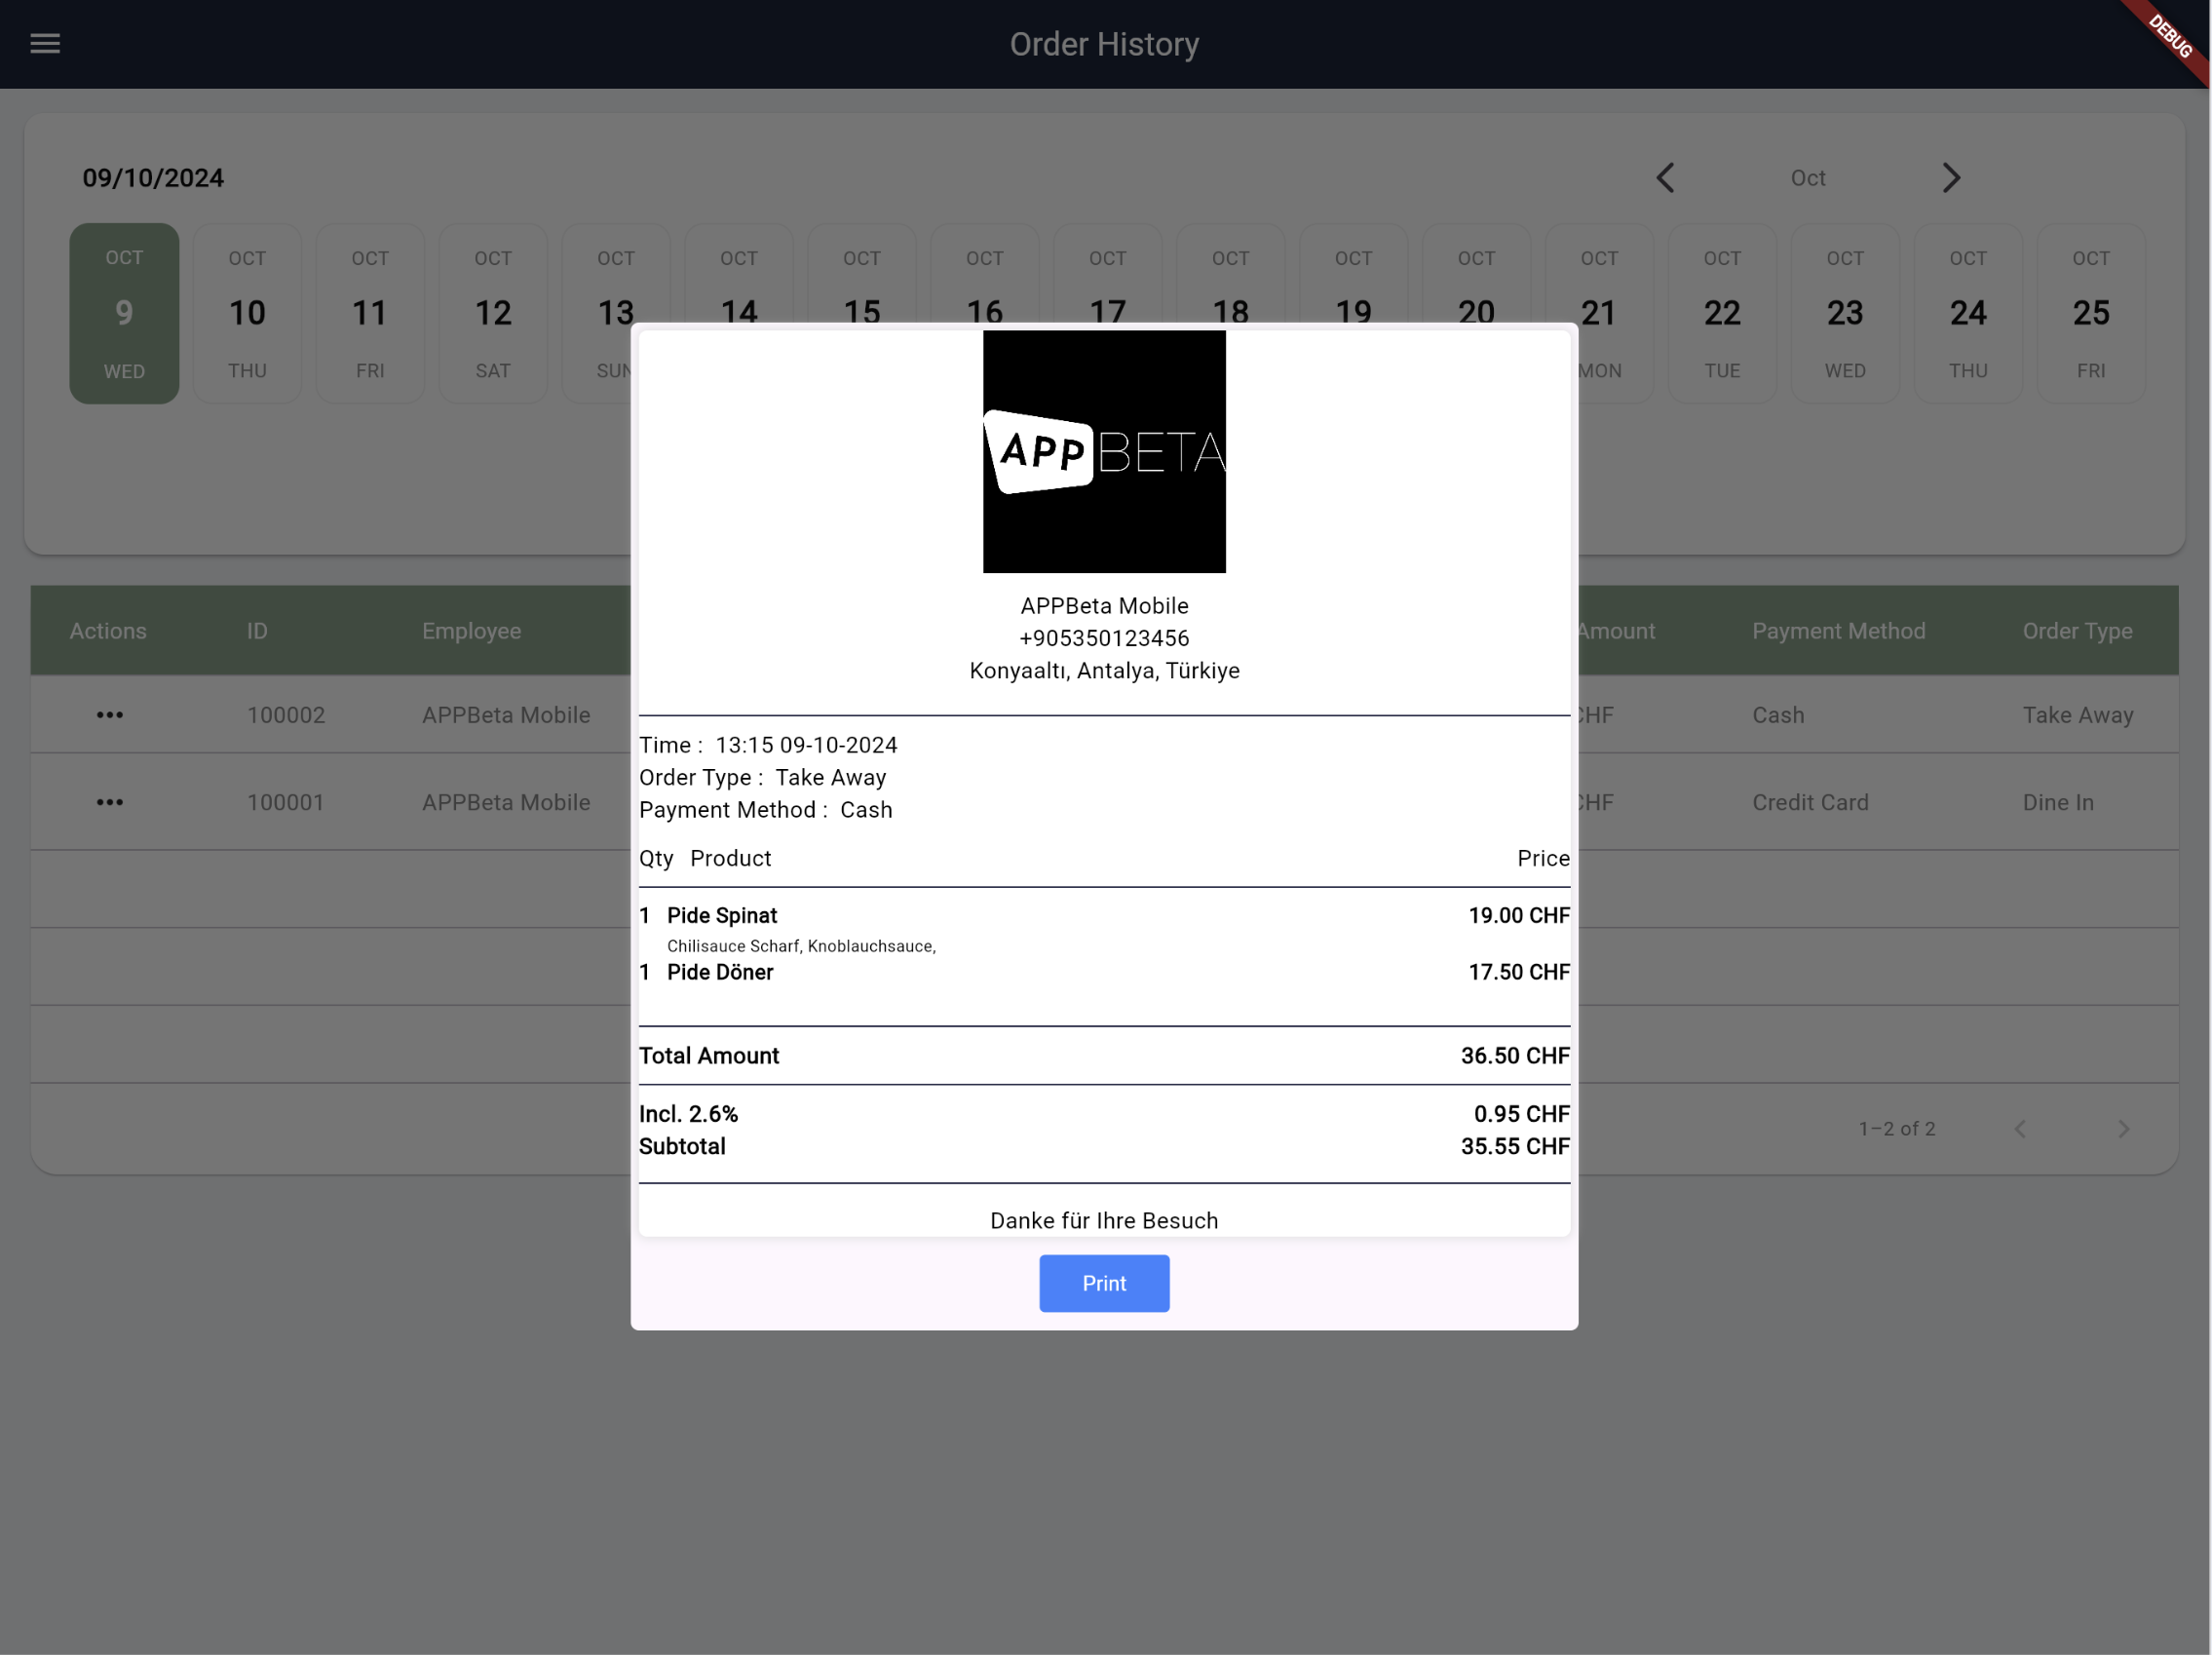 Order History
DEBUG
09/10/2024
Oct
OCT OCT OCT OCT OCT OCT OCT OCT OCT OCT OCT OCT OCT OCT OCT OCT OCT
9 10 11 12 13 14 15 16 17 18 19 20 21 22 23 24 25
WED THU FRI SAT SUN MON TUE WED THU FRI
APPBETA
APPBeta Mobile
+905350123456
Konyaaltı, Antalya, Türkiye
Actions ID Employee Amount Payment Method Order Type
••• 100002 APPBeta Mobile CHF Cash Take Away
••• 100001 APPBeta Mobile CHF Credit Card Dine In
1–2 of 2
Time : 13:15 09-10-2024
Order Type : Take Away
Payment Method : Cash
Qty Product Price
1 Pide Spinat 19.00 CHF
Chilisauce Scharf, Knoblauchsauce,
1 Pide Döner 17.50 CHF
Total Amount 36.50 CHF
Incl. 2.6% 0.95 CHF
Subtotal 35.55 CHF
Danke für Ihre Besuch
Print